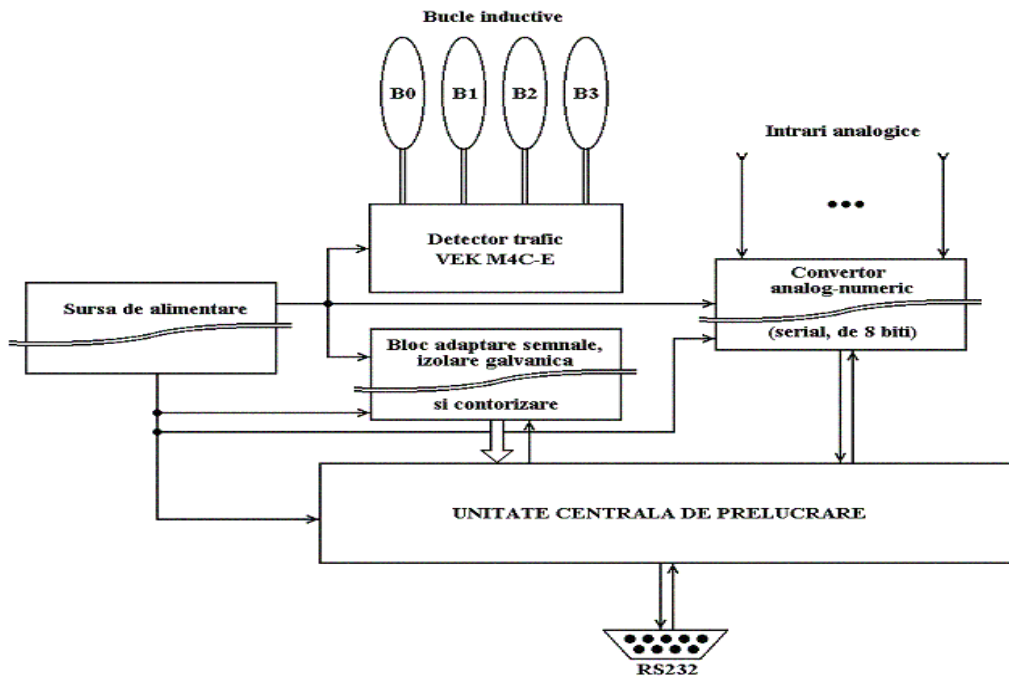 Bucle inductive
B0
B1
B2
B3
Intrari analogice
Detector trafic
VEK M4C-E
Convertor
analog-numeric
(serial, de 8 biti)
Sursa de alimentare
Bloc adaptare semnale,
izolare galvanica
si contorizare
UNITATE CENTRALA DE PRELUCRARE
RS232